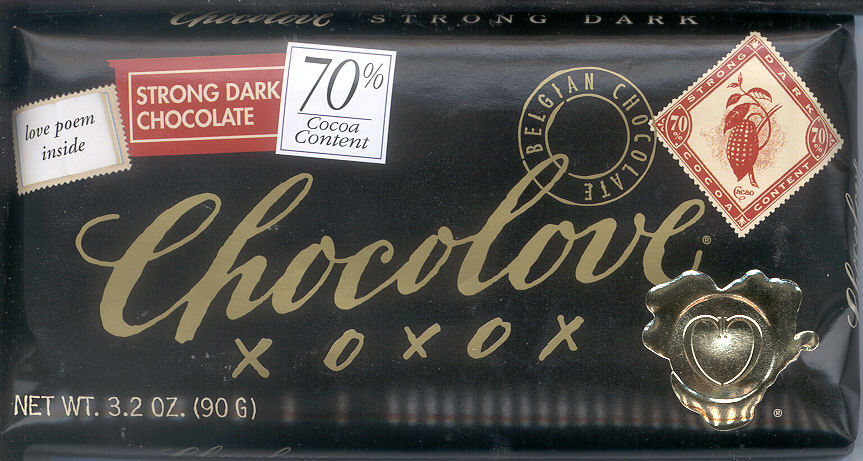 Chocolove STRONG DARK
love poem
inside
STRONG DARK
CHOCOLATE
70%
Cocoa
Content
BELGIAN CHOCOLATE
STRONG DARK
70%
70%
Cacao
COCOA CONTENT
Chocolove®
XOXOX
®
NET WT. 3.2 OZ. (90 G)